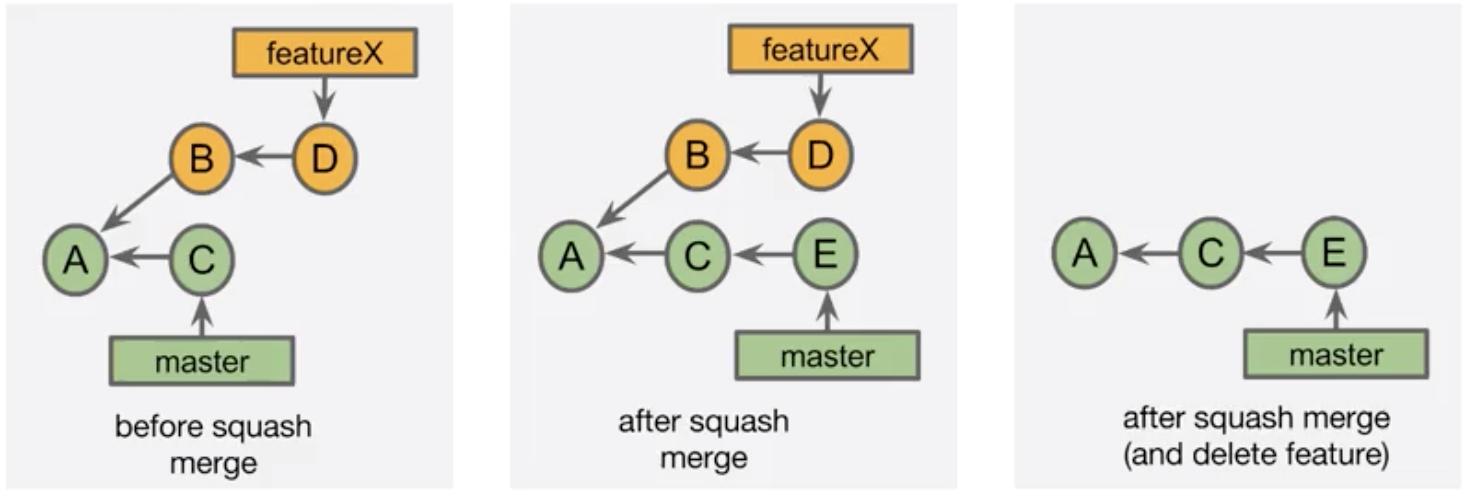 featureX
B
D
A
C
master
before squash
merge
featureX
B
D
A
C
E
master
after squash
merge
A
C
E
master
after squash merge
(and delete feature)